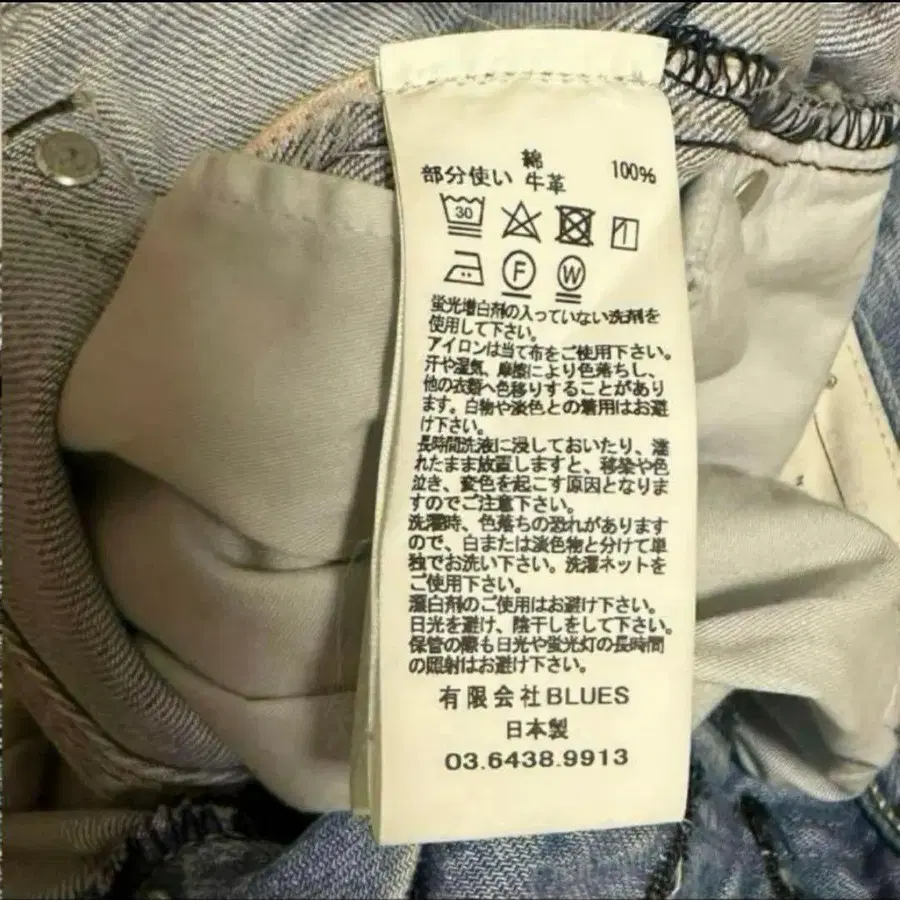 綿 100%
部分使い 牛革
30
F W
蛍光増白剤の入っていない洗剤を
使用して下さい。
アイロンは当て布をご使用下さい。
汗や湿気、摩擦により色落ちし、
他の衣類へ色移りすることがあり
ます。白物や淡色との着用はお避
け下さい。
長時間洗液に浸しておいたり、濡
れたまま放置しますと、移染や色
泣き、変色を起こす原因となりま
すのでご注意下さい。
洗濯時、色落ちの恐れがあります
ので、白または淡色物と分けて単
独でお洗い下さい。洗濯ネットを
ご使用下さい。
漂白剤のご使用はお避け下さい。
日光を避け、陰干しをして下さい。
保管の際も日光や蛍光灯の長時間
の照射はお避け下さい。
有限会社BLUES
日本製
03.6438.9913